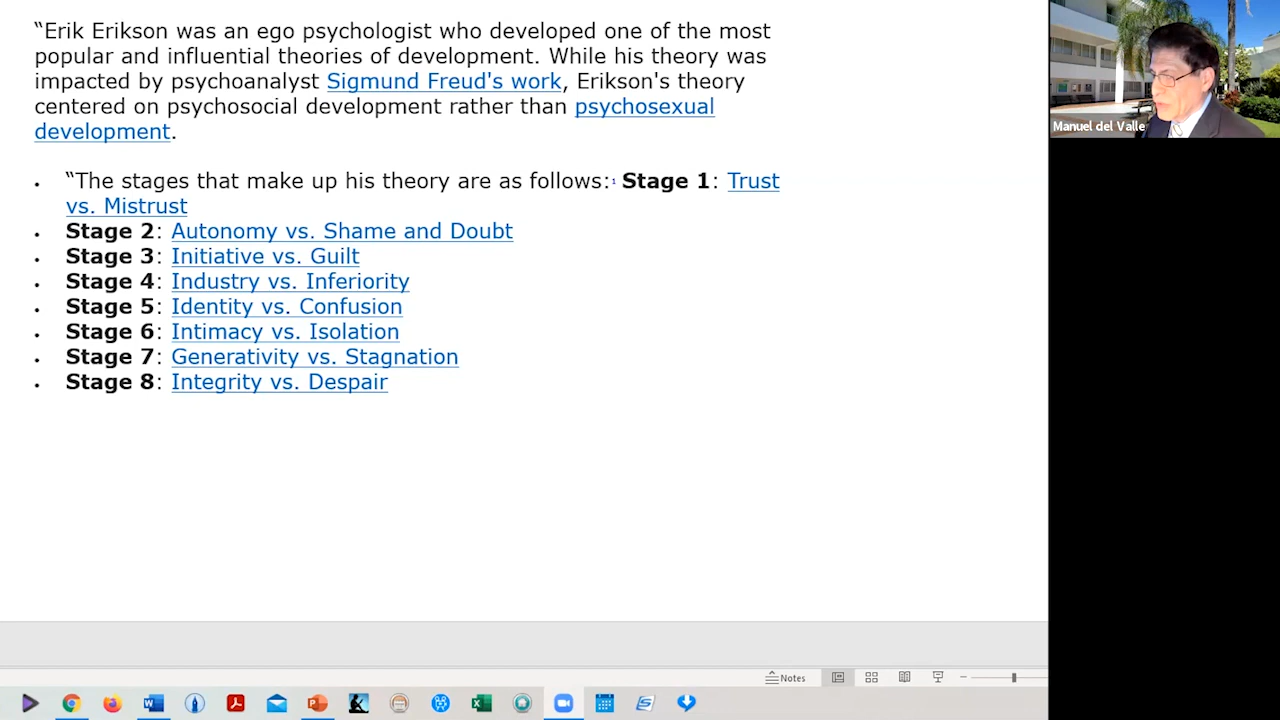 “Erik Erikson was an ego psychologist who developed one of the most
popular and influential theories of development. While his theory was
impacted by psychoanalyst Sigmund Freud's work, Erikson's theory
centered on psychosocial development rather than psychosexual
development.
• “The stages that make up his theory are as follows:1 Stage 1: Trust
vs. Mistrust
• Stage 2: Autonomy vs. Shame and Doubt
• Stage 3: Initiative vs. Guilt
• Stage 4: Industry vs. Inferiority
• Stage 5: Identity vs. Confusion
• Stage 6: Intimacy vs. Isolation
• Stage 7: Generativity vs. Stagnation
• Stage 8: Integrity vs. Despair
Manuel del Valle
Notes